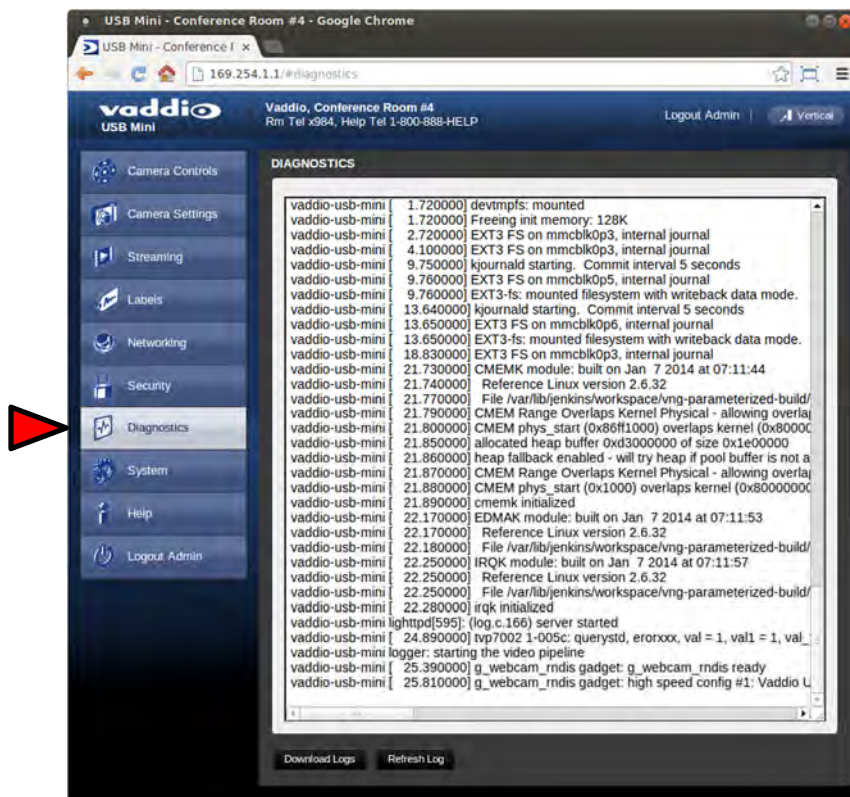 USB Mini - Conference Room #4 - Google Chrome
USB Mini - Conference
169.254.1.1/#diagnostics
vaddio
USB Mini
Vaddio, Conference Room #4
Rm Tel x984, Help Tel 1-800-888-HELP
Logout Admin
Vertical
Camera Controls
Camera Settings
Streaming
Labels
Networking
Security
Diagnostics
System
Help
Logout Admin
DIAGNOSTICS
vaddio-usb-mini [ 1.720000] devtmpfs: mounted
vaddio-usb-mini [ 1.720000] Freeing init memory: 128K
vaddio-usb-mini [ 2.720000] EXT3 FS on mmcblk0p3, internal journal
vaddio-usb-mini [ 4.100000] EXT3 FS on mmcblk0p3, internal journal
vaddio-usb-mini [ 9.750000] kjournald starting. Commit interval 5 seconds
vaddio-usb-mini [ 9.760000] EXT3 FS on mmcblk0p5, internal journal
vaddio-usb-mini [ 9.760000] EXT3-fs: mounted filesystem with writeback data mode.
vaddio-usb-mini [ 13.640000] kjournald starting. Commit interval 5 seconds
vaddio-usb-mini [ 13.650000] EXT3 FS on mmcblk0p6, internal journal
vaddio-usb-mini [ 13.650000] EXT3-fs: mounted filesystem with writeback data mode.
vaddio-usb-mini [ 18.830000] EXT3 FS on mmcblk0p3, internal journal
vaddio-usb-mini [ 21.730000] CMEMK module: built on Jan 7 2014 at 07:11:44
vaddio-usb-mini [ 21.740000] Reference Linux version 2.6.32
vaddio-usb-mini [ 21.770000] File /var/lib/jenkins/workspace/vng-parameterized-build/
vaddio-usb-mini [ 21.790000] CMEM Range Overlaps Kernel Physical - allowing overlap
vaddio-usb-mini [ 21.800000] CMEM phys_start (0x86ff1000) overlaps kernel (0x80000
vaddio-usb-mini [ 21.850000] allocated heap buffer 0xd3000000 of size 0x1e00000
vaddio-usb-mini [ 21.860000] heap fallback enabled - will try heap if pool buffer is not a
vaddio-usb-mini [ 21.870000] CMEM Range Overlaps Kernel Physical - allowing overlap
vaddio-usb-mini [ 21.880000] CMEM phys_start (0x1000) overlaps kernel (0x80000000
vaddio-usb-mini [ 21.890000] cmemk initialized
vaddio-usb-mini [ 22.170000] EDMAK module: built on Jan 7 2014 at 07:11:53
vaddio-usb-mini [ 22.170000] Reference Linux version 2.6.32
vaddio-usb-mini [ 22.180000] File /var/lib/jenkins/workspace/vng-parameterized-build/
vaddio-usb-mini [ 22.250000] IRQK module: built on Jan 7 2014 at 07:11:57
vaddio-usb-mini [ 22.250000] Reference Linux version 2.6.32
vaddio-usb-mini [ 22.250000] File /var/lib/jenkins/workspace/vng-parameterized-build/
vaddio-usb-mini [ 22.280000] irqk initialized
vaddio-usb-mini lighttpd[595]: (log.c.166) server started
vaddio-usb-mini [ 24.890000] tvp7002 1-005c: querystd, erorxxx, val = 1, val1 = 1, val_
vaddio-usb-mini logger: starting the video pipeline
vaddio-usb-mini [ 25.390000] g_webcam_rndis gadget: g_webcam_rndis ready
vaddio-usb-mini [ 25.810000] g_webcam_rndis gadget: high speed config #1: Vaddio U
Download Logs
Refresh Log